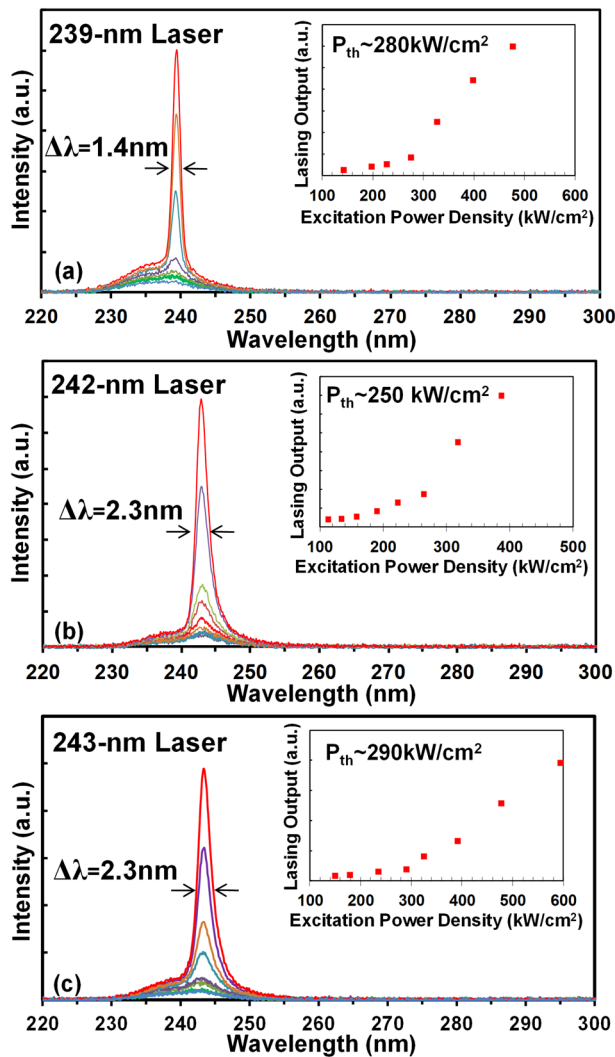 239-nm Laser
P_th~280kW/cm²
Lasing Output (a.u.)
100 200 300 400 500 600
Excitation Power Density (kW/cm²)
Δλ=1.4nm
Intensity (a.u.)
(a)
220 230 240 250 260 270 280 290 300
Wavelength (nm)
242-nm Laser
P_th~250 kW/cm²
Lasing Output (a.u.)
100 200 300 400 500
Excitation Power Density (kW/cm²)
Δλ=2.3nm
Intensity (a.u.)
(b)
220 230 240 250 260 270 280 290 300
Wavelength (nm)
243-nm Laser
P_th~290kW/cm²
Lasing Output (a.u.)
100 200 300 400 500 600
Excitation Power Density (kW/cm²)
Δλ=2.3nm
Intensity (a.u.)
(c)
220 230 240 250 260 270 280 290 300
Wavelength (nm)